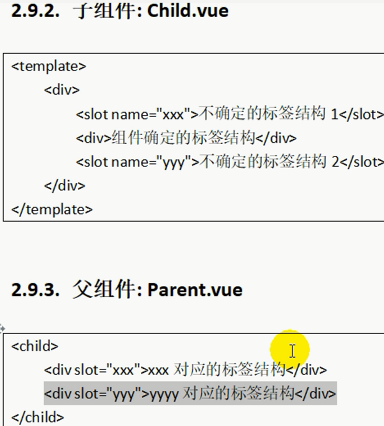 2.9.2. 子组件: Child.vue
<template>
<div>
<slot name="xxx">不确定的标签结构 1</slot>
<div>组件确定的标签结构</div>
<slot name="yyy">不确定的标签结构 2</slot>
</div>
</template>
2.9.3. 父组件: Parent.vue
<child>
<div slot="xxx">xxx 对应的标签结构</div>
<div slot="yyy">yyyy 对应的标签结构</div>
</child>